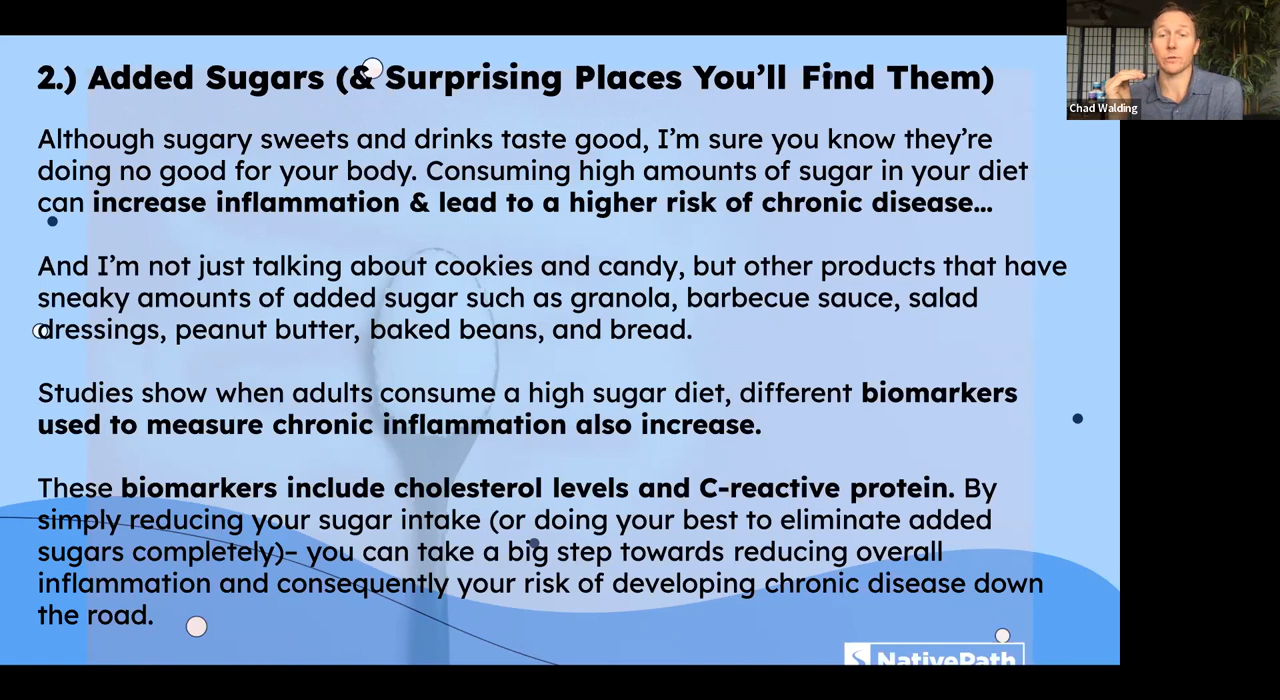 2.) Added Sugars (& Surprising Places You’ll Find Them)
Although sugary sweets and drinks taste good, I’m sure you know they’re
doing no good for your body. Consuming high amounts of sugar in your diet
can increase inflammation & lead to a higher risk of chronic disease...
And I’m not just talking about cookies and candy, but other products that have
sneaky amounts of added sugar such as granola, barbecue sauce, salad
dressings, peanut butter, baked beans, and bread.
Studies show when adults consume a high sugar diet, different biomarkers
used to measure chronic inflammation also increase.
These biomarkers include cholesterol levels and C-reactive protein. By
simply reducing your sugar intake (or doing your best to eliminate added
sugars completely)– you can take a big step towards reducing overall
inflammation and consequently your risk of developing chronic disease down
the road.
NativePath
Chad Walding